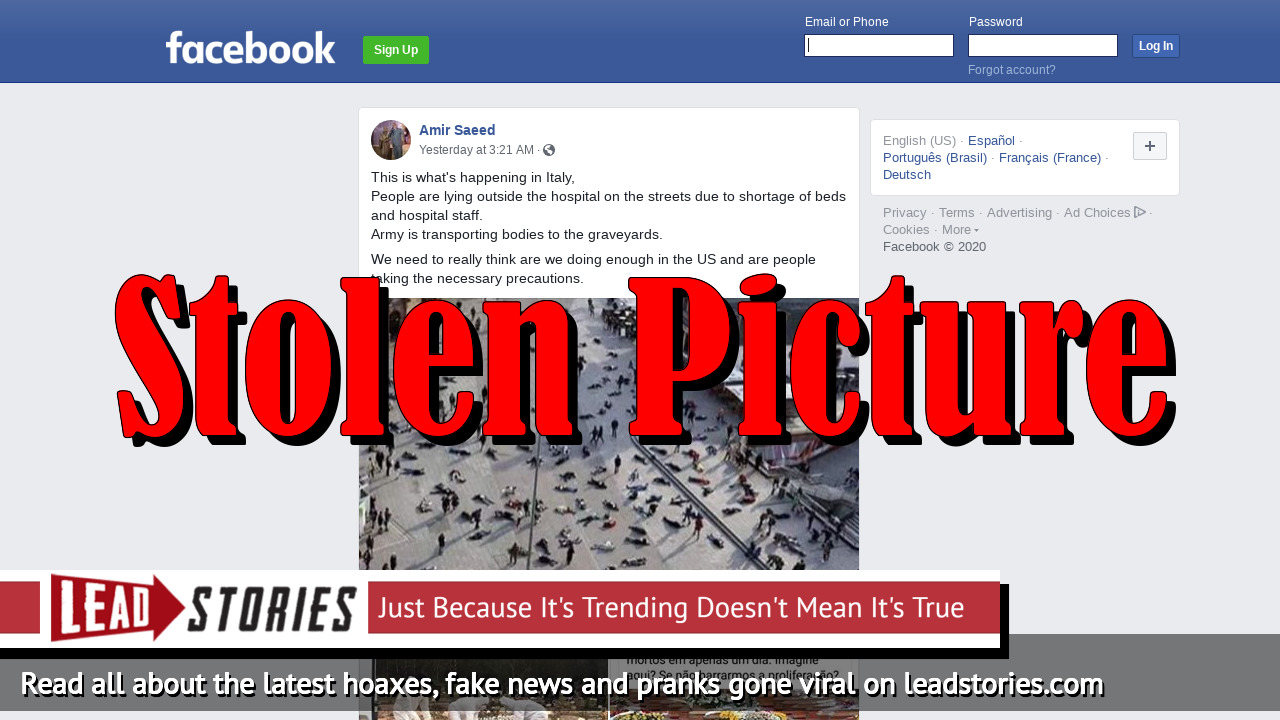 Email or Phone
Password
facebook
Sign Up
Log In
Forgot account?
Amir Saeed
Yesterday at 3:21 AM ·
This is what's happening in Italy,
People are lying outside the hospital on the streets due to shortage of beds
and hospital staff.
Army is transporting bodies to the graveyards.
We need to really think are we doing enough in the US and are people
taking the necessary precautions.
English (US) · Español ·
Português (Brasil) · Français (France) ·
Deutsch
+
Privacy · Terms · Advertising · Ad Choices ·
Cookies · More
Facebook © 2020
Stolen Picture
LEAD STORIES
Just Because It's Trending Doesn't Mean It's True
mortos em apenas um dia. Imagine
aqui? Se não barrarmos a proliferação?
Read all about the latest hoaxes, fake news and pranks gone viral on leadstories.com